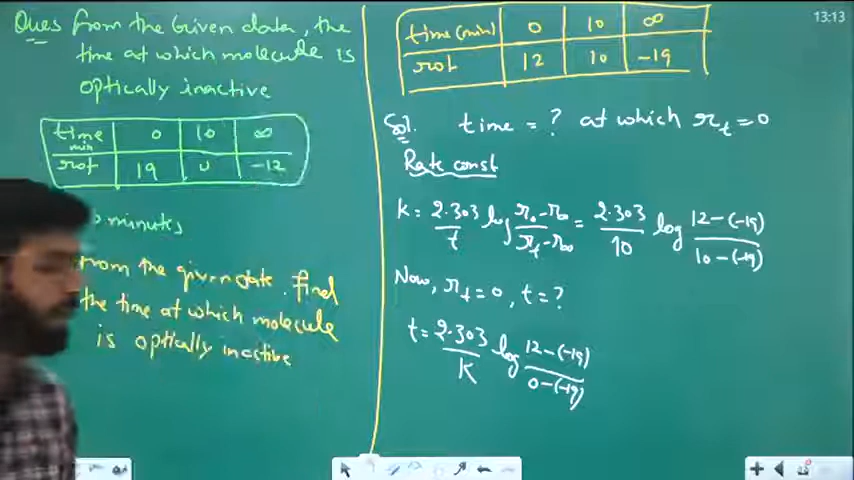 Ques From the Given data, the
time at which molecule is
optically inactive
time min 0 10 ∞
rot 19 0 -12
minutes
from the given data. find
the time at which molecule
is optically inactive
time (min) 0 10 ∞
rot 12 10 -19
Sol. time = ? at which r_t = 0
Rate const
k = 2.303/t log (r₀ - r∞)/(r_t - r∞) = 2.303/10 log (12-(-19))/(10-(-19))
Now, r_t = 0, t = ?
t = 2.303/K log (12-(-19))/(0-(-19))
13:13